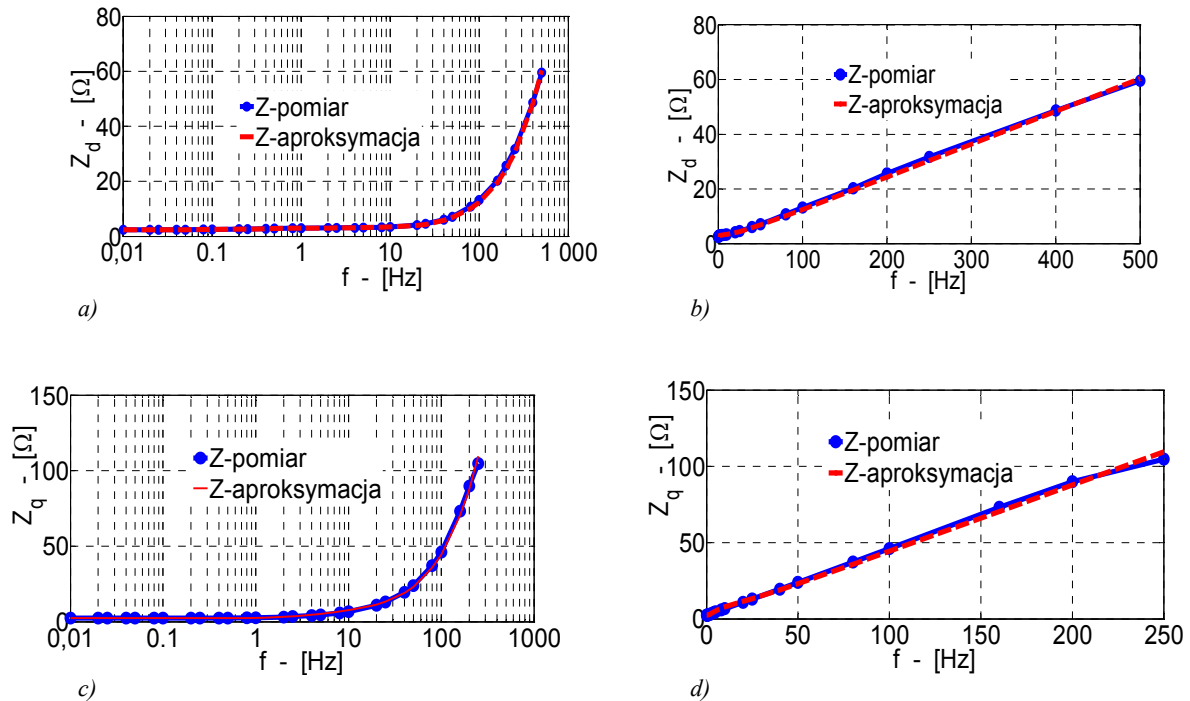 80
60
40
20
0
Z_d - [Ω]
Z-pomiar
Z-aproksymacja
0,01 0.1 1 10 100 1 000
f - [Hz]
a)
80
60
40
20
0
Z_d - [Ω]
Z-pomiar
Z-aproksymacja
100 200 300 400 500
f - [Hz]
b)
150
100
50
0
Z_q - [Ω]
Z-pomiar
Z-aproksymacja
0,01 0.1 1 10 100 1000
f - [Hz]
c)
150
100
50
0
Z_q - [Ω]
Z-pomiar
Z-aproksymacja
0 50 100 150 200 250
f - [Hz]
d)